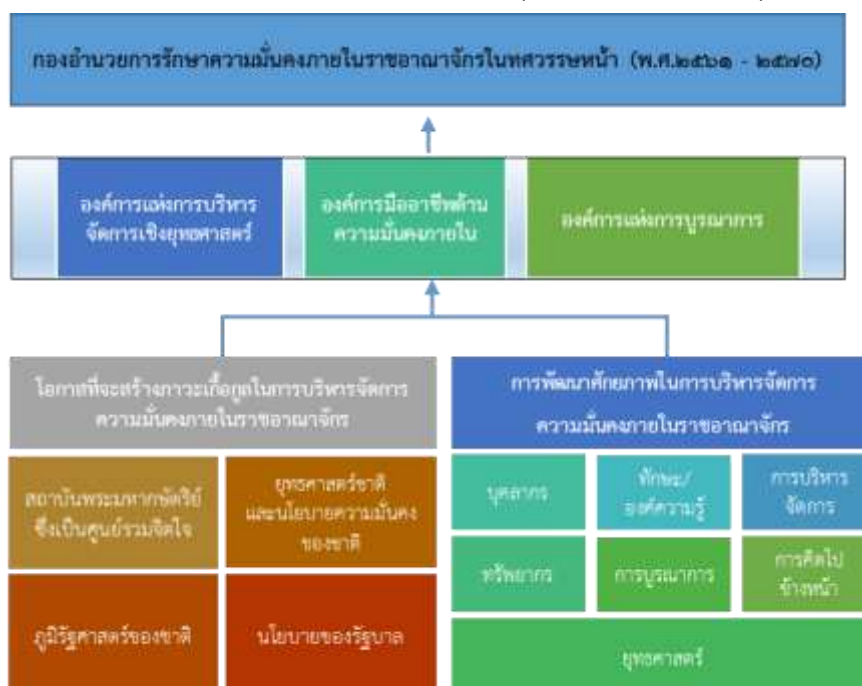 กองอำนวยการรักษาความมั่นคงภายในราชอาณาจักรในทศวรรษหน้า (พ.ศ.๒๕๖๑ - ๒๕๗๐)
องค์การแห่งการบริหาร
จัดการเชิงยุทธศาสตร์
องค์การมืออาชีพด้าน
ความมั่นคงภายใน
องค์การแห่งการบูรณาการ
โอกาสที่จะสร้างภาวะเกื้อกูลในการบริหารจัดการ
ความมั่นคงภายในราชอาณาจักร
สถาบันพระมหากษัตริย์
ซึ่งเป็นศูนย์รวมจิตใจ
ยุทธศาสตร์ชาติ
และนโยบายความมั่นคง
ของชาติ
ภูมิรัฐศาสตร์ของชาติ
นโยบายของรัฐบาล
การพัฒนาศักยภาพในการบริหารจัดการ
ความมั่นคงภายในราชอาณาจักร
บุคลากร
ทักษะ/
องค์ความรู้
การบริหาร
จัดการ
ทรัพยากร
การบูรณาการ
การคิดไป
ข้างหน้า
ยุทธศาสตร์